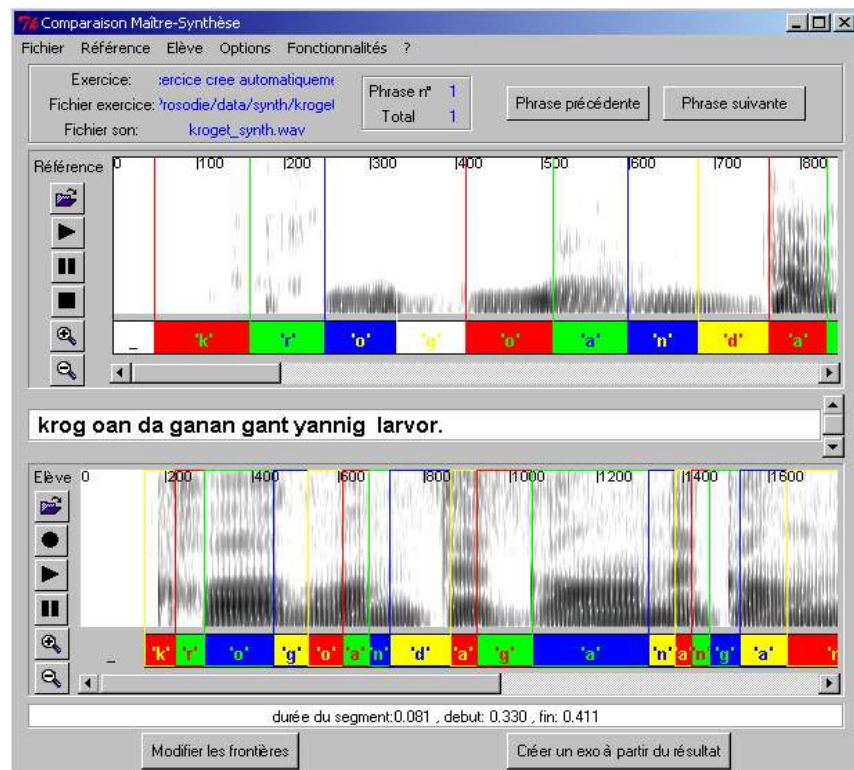 Comparaison Maître-Synthèse
Fichier Référence Elève Options Fonctionnalités ?
Exercice: :ercice cree automatiqueme
Fichier exercice: 'rosodie/data/synth/kroget
Fichier son: kroget_synth.wav
Phrase n° 1
Total 1
Phrase précédente
Phrase suivante
Référence
0 |100 |200 |300 |400 |500 |600 |700 |800
_ 'k' 'r' 'o' 'g' 'o' 'a' 'n' 'd' 'a'
krog oan da ganan gant yannig larvor.
Elève
0 |200 |400 |600 |800 |1000 |1200 |1400 |1600
_ 'k' 'r' 'o' 'g' 'o' 'a' 'n' 'd' 'a' 'g' 'a' 'n' 'a' 'n' 'g' 'a'
durée du segment:0.081 , debut: 0.330 , fin: 0.411
Modifier les frontières
Créer un exo à partir du résultat